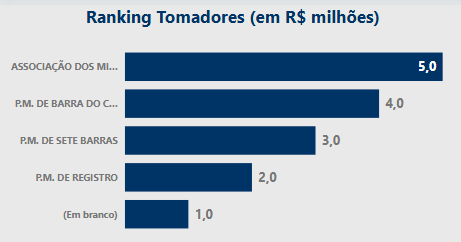 Ranking Tomadores (em R$ milhões)
ASSOCIAÇÃO DOS MI... 5,0
P.M. DE BARRA DO C... 4,0
P.M. DE SETE BARRAS 3,0
P.M. DE REGISTRO 2,0
(Em branco) 1,0